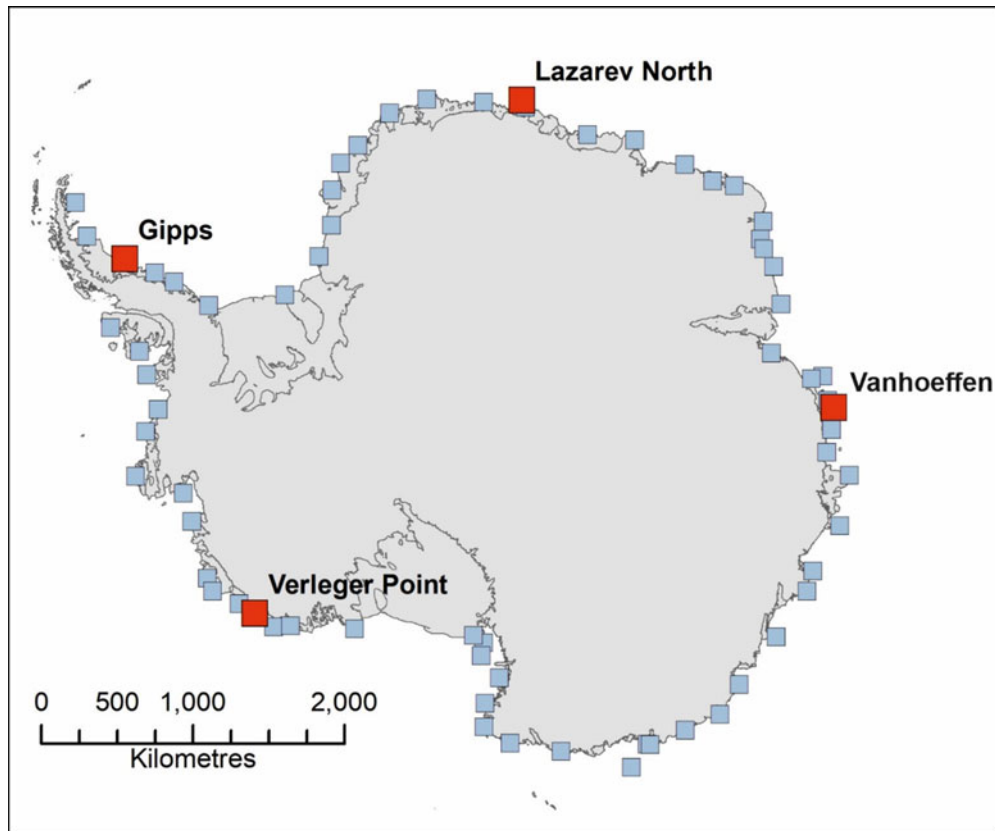 Lazarev North
Gipps
Vanhoeffen
Verleger Point
0 500 1,000 2,000
Kilometres